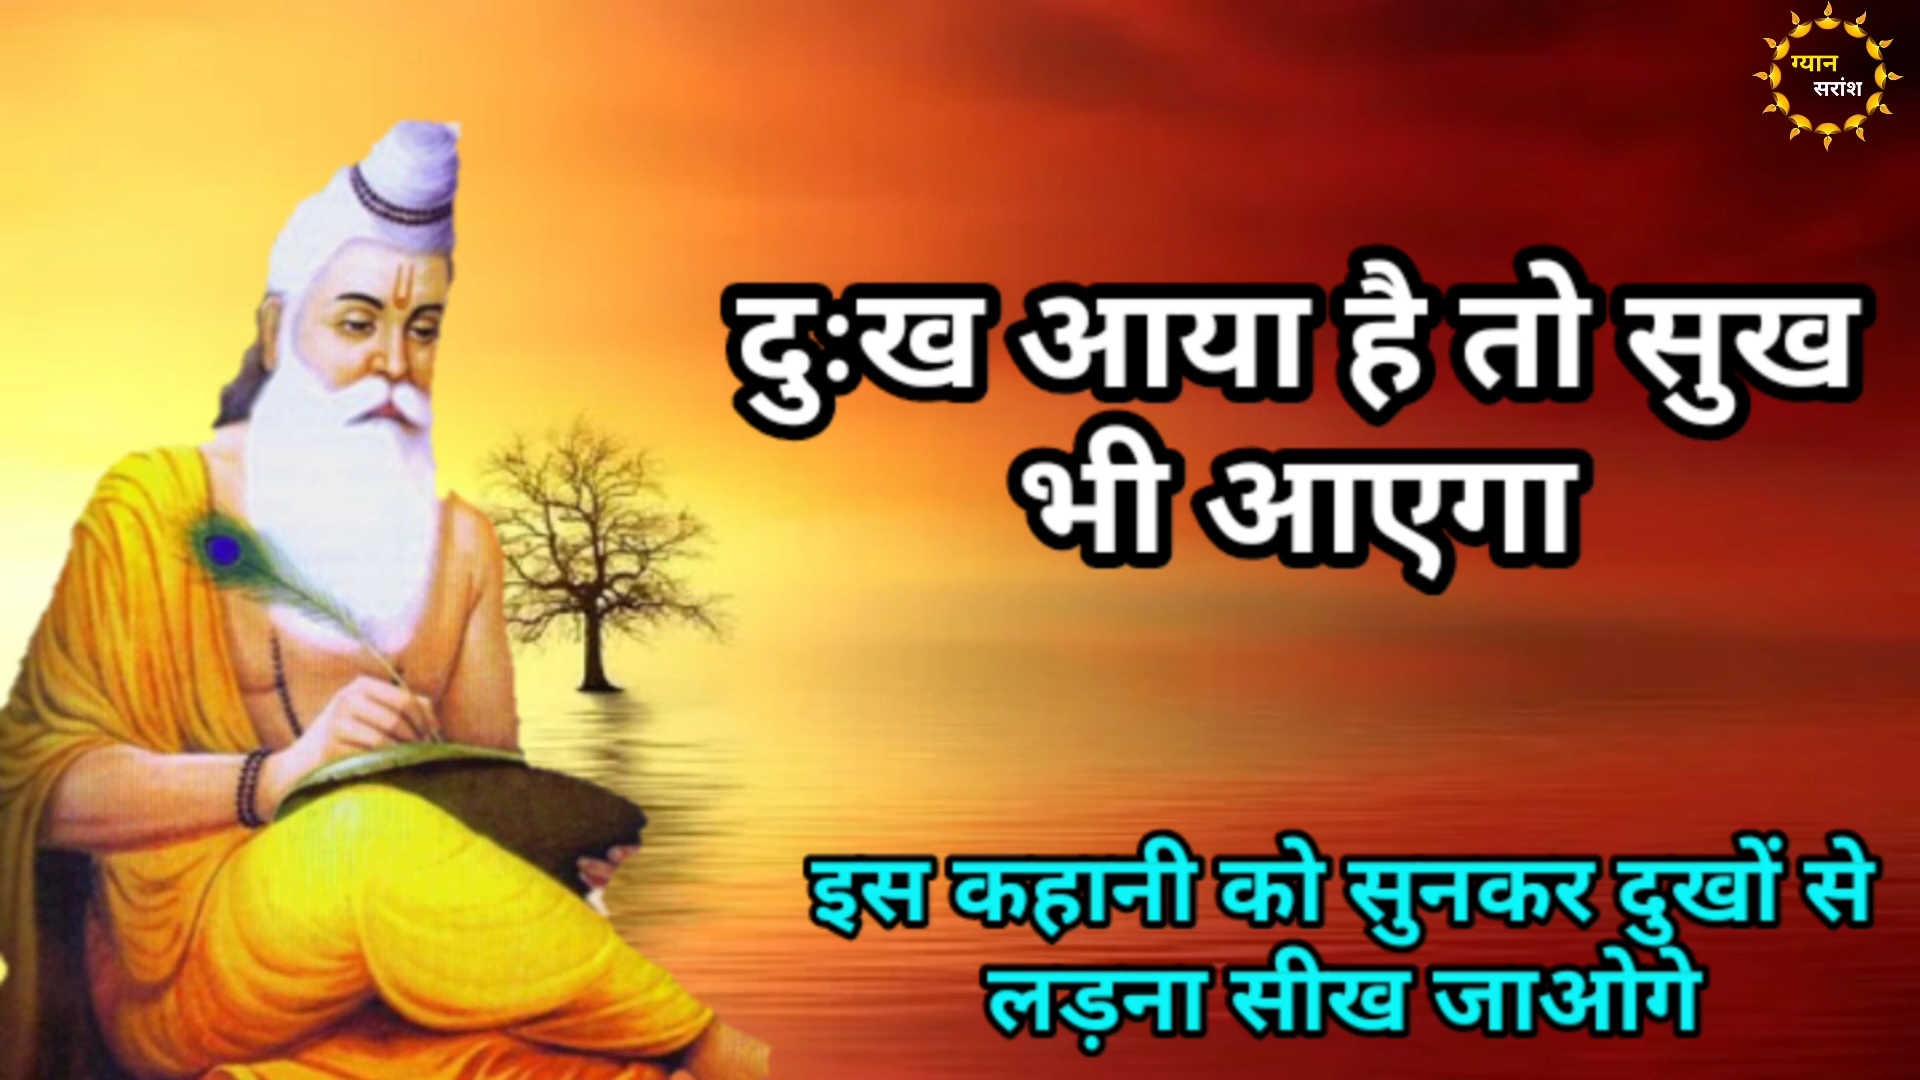 ग्यान
सरांश
दुःख आया है तो सुख
भी आएगा
इस कहानी को सुनकर दुखों से
लड़ना सीख जाओगे